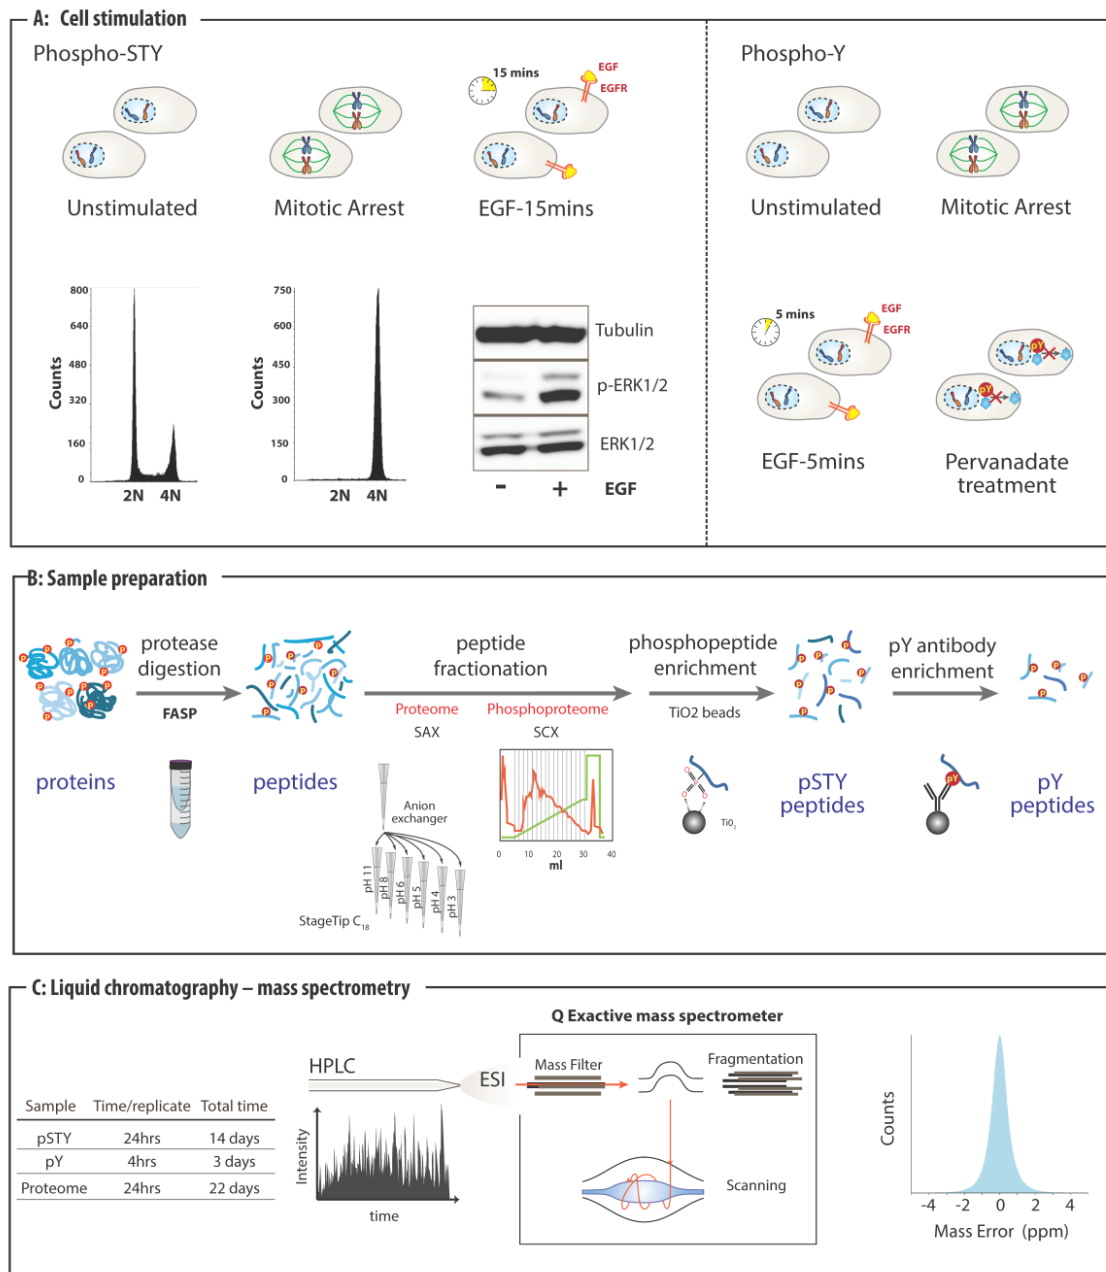 A: Cell stimulation
Phospho-STY
Unstimulated
Mitotic Arrest
15 mins
EGF
EGFR
EGF-15mins
Counts
800
640
480
320
160
0
2N 4N
Counts
750
600
450
300
150
0
2N 4N
Tubulin
p-ERK1/2
ERK1/2
- + EGF
Phospho-Y
Unstimulated
Mitotic Arrest
5 mins
EGF
EGFR
EGF-5mins
pY
pY
Pervanadate
treatment
B: Sample preparation
P P P P P P P P P
proteins
protease
digestion
FASP
P P P P P P
peptides
peptide
fractionation
Proteome
SAX
Phosphoproteome
SCX
Anion
exchanger
pH 11
pH 8
pH 6
pH 5
pH 4
pH 3
StageTip C18
0 10 20 30 40
ml
phosphopeptide
enrichment
TiO2 beads
O
O P O
O
TiO2
P P P P P P
pSTY
peptides
pY antibody
enrichment
pY
P P P
pY
peptides
C: Liquid chromatography – mass spectrometry
Sample Time/replicate Total time
pSTY 24hrs 14 days
pY 4hrs 3 days
Proteome 24hrs 22 days
HPLC
ESI
Intensity
time
Q Exactive mass spectrometer
Mass Filter
Fragmentation
Scanning
Counts
-4 -2 0 2 4
Mass Error (ppm)